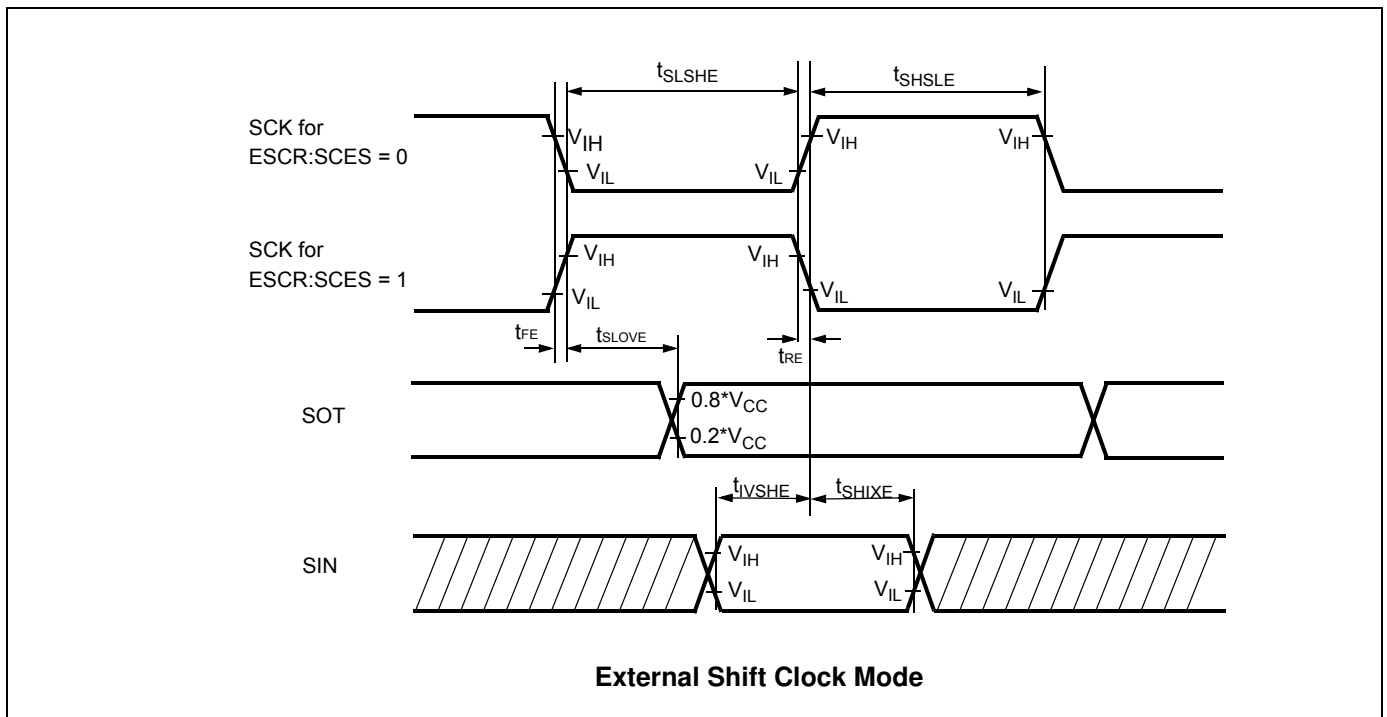 tSLSHE
tSHSLE
SCK for
ESCR:SCES = 0
VIH
VIL
VIL
VIH
VIH
SCK for
ESCR:SCES = 1
VIH
VIL
VIH
VIL
VIL
tFE
tSLOVE
tRE
SOT
0.8*VCC
0.2*VCC
tIVSHE
tSHIXE
SIN
VIH
VIL
VIH
VIL
External Shift Clock Mode